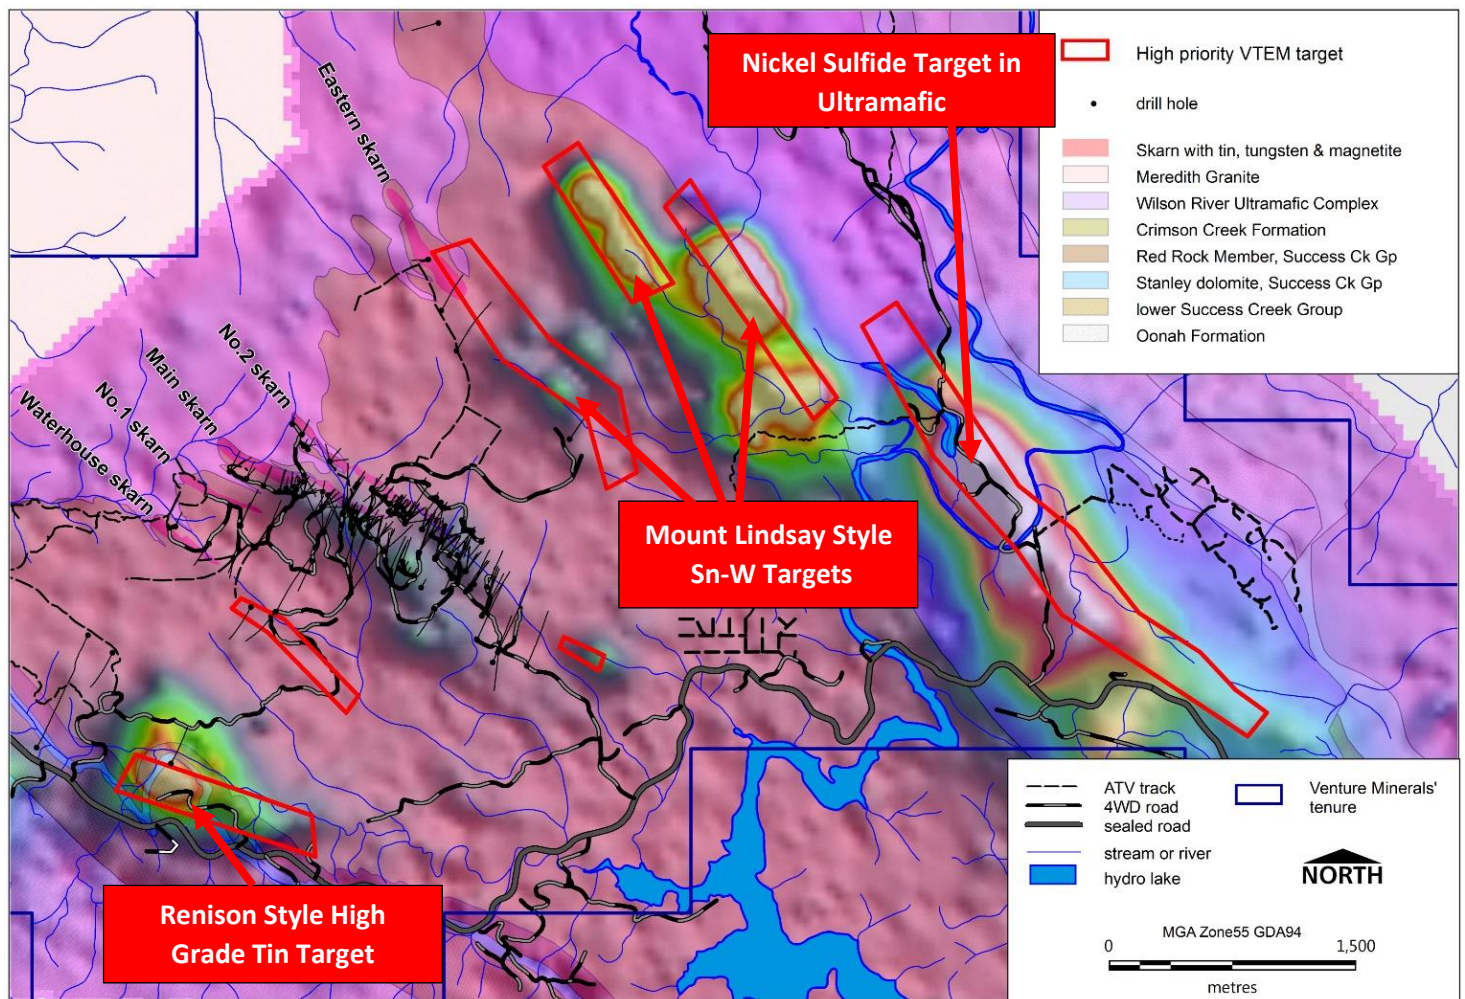 Nickel Sulfide Target in
Ultramafic
High priority VTEM target
drill hole
Skarn with tin, tungsten & magnetite
Meredith Granite
Wilson River Ultramafic Complex
Crimson Creek Formation
Red Rock Member, Success Ck Gp
Stanley dolomite, Success Ck Gp
lower Success Creek Group
Oonah Formation
Eastern skarn
No.2 skarn
Main skarn
No.1 skarn
Waterhouse skarn
Mount Lindsay Style
Sn-W Targets
Renison Style High
Grade Tin Target
ATV track
4WD road
sealed road
stream or river
hydro lake
Venture Minerals'
tenure
NORTH
MGA Zone55 GDA94
0 1,500
metres